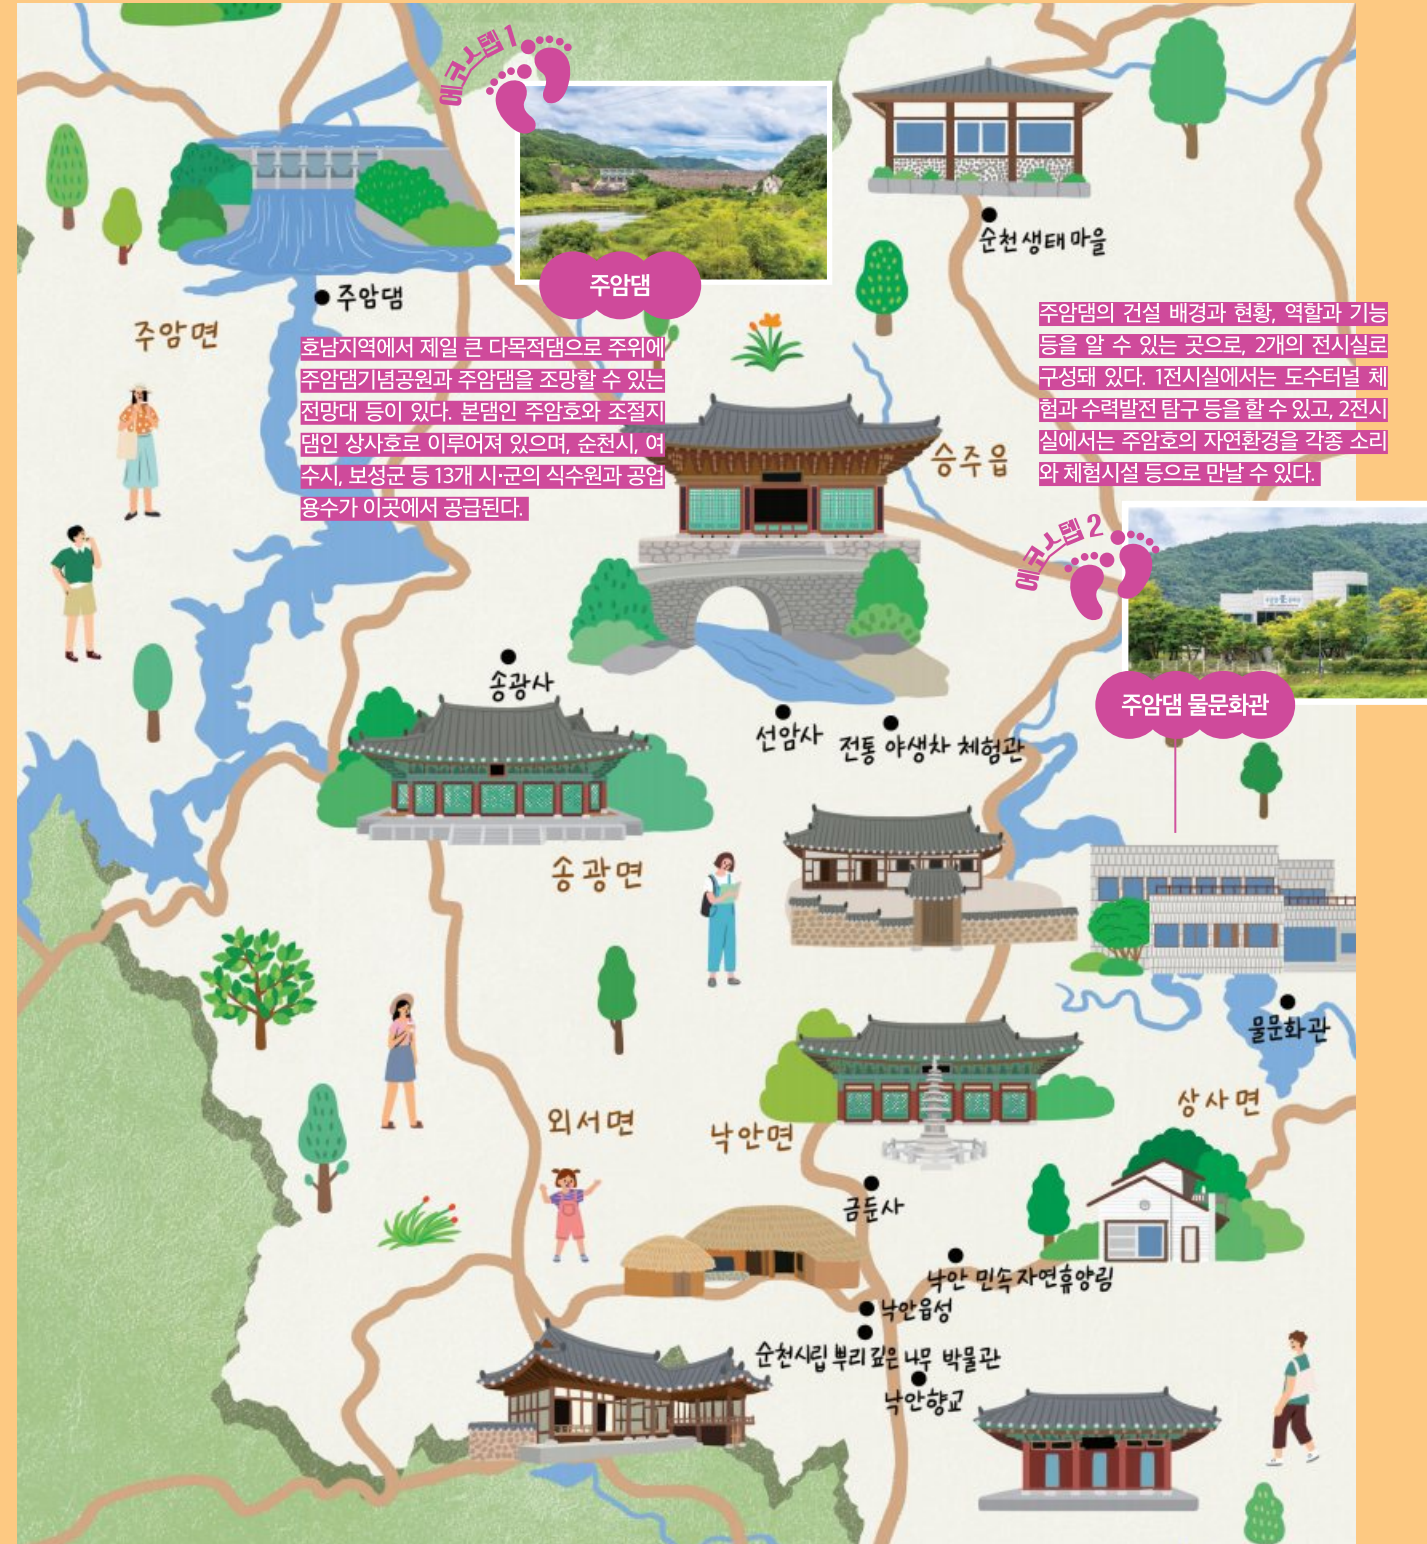 에코스텝 1
주암댐
순천생태마을
주암댐
주암면
호남지역에서 제일 큰 다목적댐으로 주위에
주암댐기념공원과 주암댐을 조망할 수 있는
전망대 등이 있다. 본댐인 주암호와 조절지
댐인 상사호로 이루어져 있으며, 순천시, 여
수시, 보성군 등 13개 시·군의 식수원과 공업
용수가 이곳에서 공급된다.
주암댐의 건설 배경과 현황, 역할과 기능
등을 알 수 있는 곳으로, 2개의 전시실로
구성돼 있다. 1전시실에서는 도수터널 체
험과 수력발전 탐구 등을 할 수 있고, 2전시
실에서는 주암호의 자연환경을 각종 소리
와 체험시설 등으로 만날 수 있다.
승주읍
에코스텝 2
주암댐 물문화관
송광사
선암사
전통 야생차 체험관
송광면
물문화관
상사면
외서면
낙안면
금둔사
낙안 민속자연휴양림
낙안읍성
순천시립 뿌리깊은나무 박물관
낙안향교